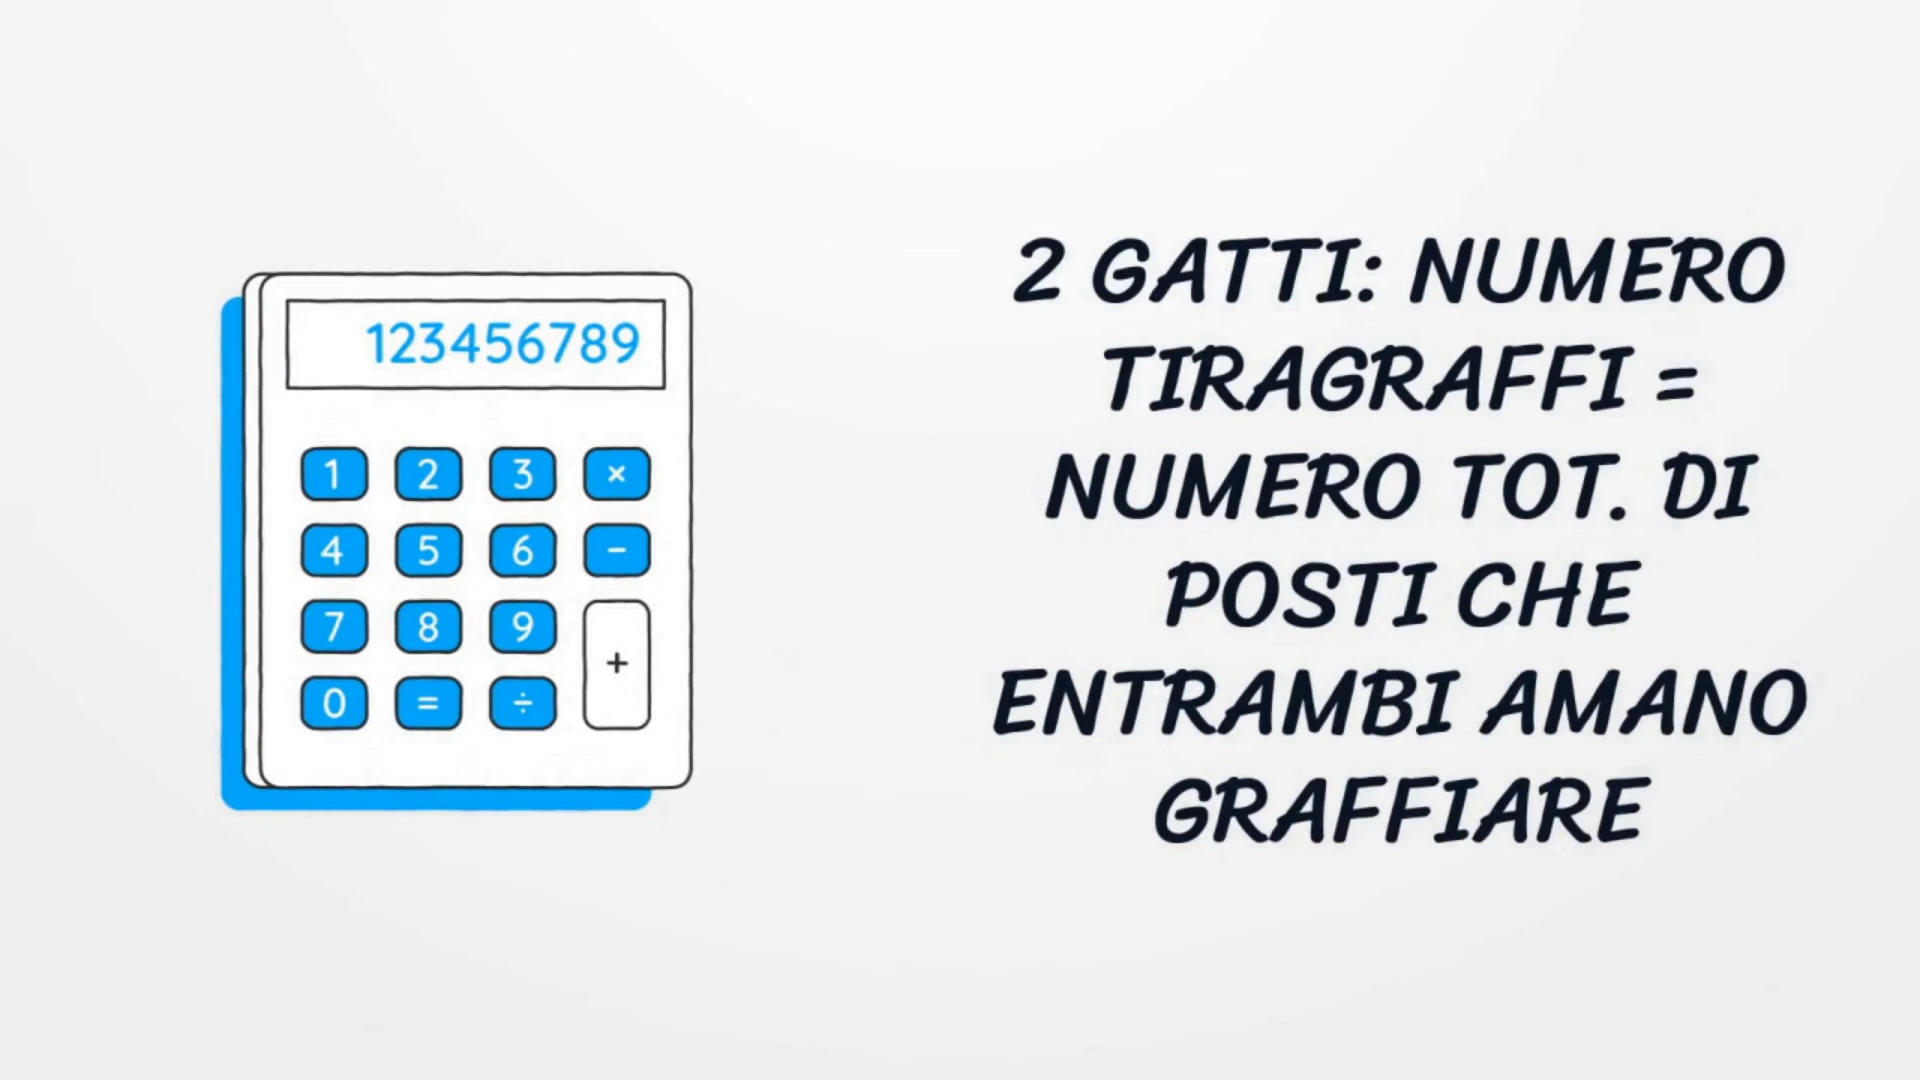 123456789
1 2 3 ×
4 5 6 −
7 8 9
+
0 = ÷
2 GATTI: NUMERO
TIRAGRAFFI =
NUMERO TOT. DI
POSTI CHE
ENTRAMBI AMANO
GRAFFIARE